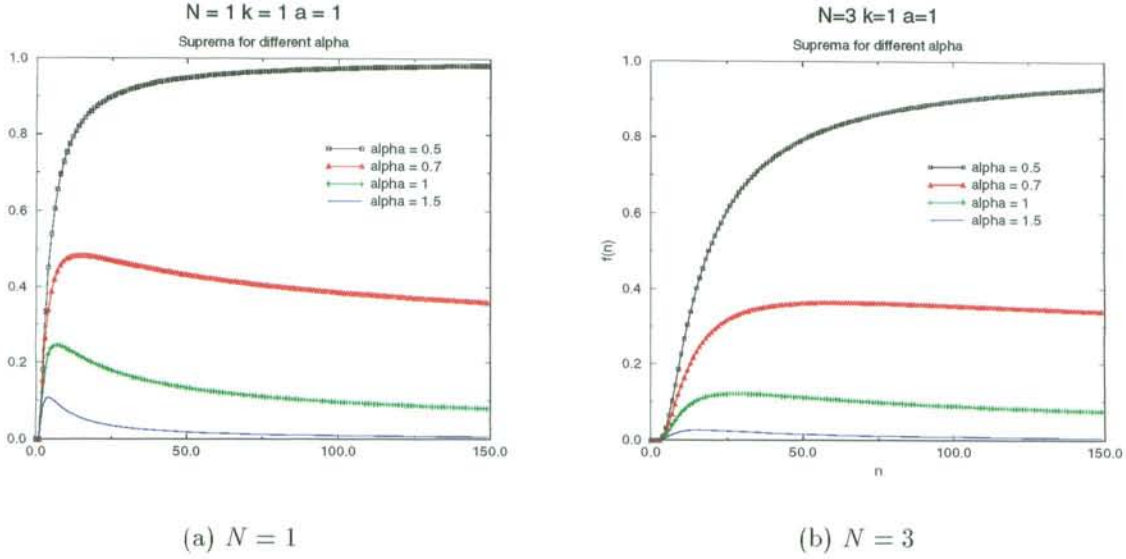 N = 1 k = 1 a = 1
Suprema for different alpha
1.0
0.8
0.6
0.4
0.2
0.0
0.0
50.0
100.0
150.0
alpha = 0.5
alpha = 0.7
alpha = 1
alpha = 1.5
(a) N = 1
N=3 k=1 a=1
Suprema for different alpha
1.0
0.8
0.6
0.4
0.2
0.0
f(n)
0.0
50.0
100.0
150.0
n
alpha = 0.5
alpha = 0.7
alpha = 1
alpha = 1.5
(b) N = 3